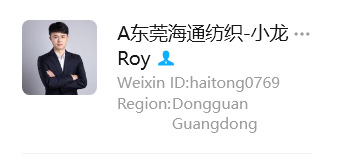 A东莞海通纺织-小龙
Roy
Weixin ID:haitong0769
Region:Dongguan
Guangdong